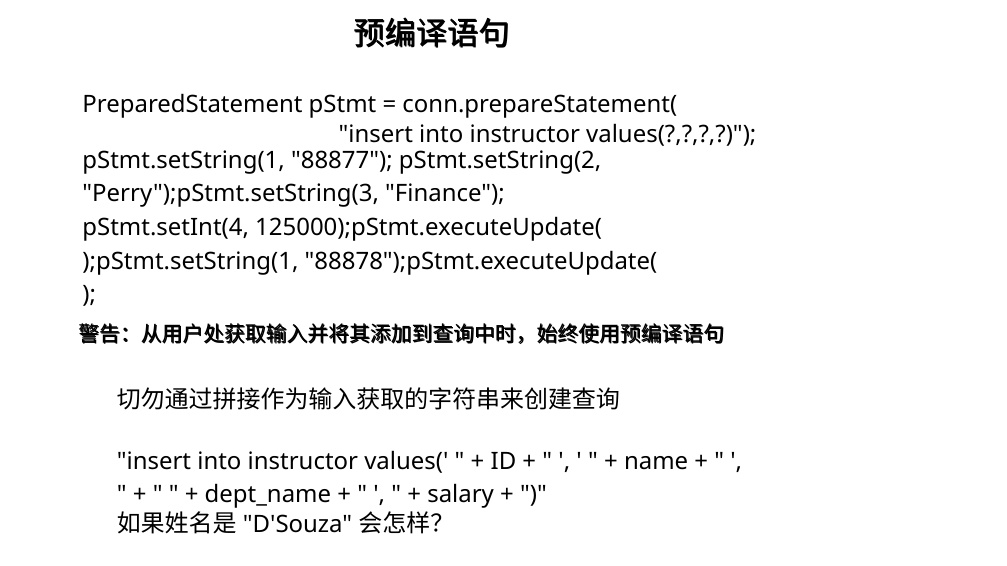 预编译语句
PreparedStatement pStmt = conn.prepareStatement(
"insert into instructor values(?,?,?,?)");
pStmt.setString(1, "88877"); pStmt.setString(2,
"Perry");pStmt.setString(3, "Finance");
pStmt.setInt(4, 125000);pStmt.executeUpdate(
);pStmt.setString(1, "88878");pStmt.executeUpdate(
);
警告：从用户处获取输入并将其添加到查询中时，始终使用预编译语句
切勿通过拼接作为输入获取的字符串来创建查询
"insert into instructor values(' " + ID + " ', ' " + name + " ',
" + " " + dept_name + " ', " + salary + ")"
如果姓名是 "D'Souza" 会怎样？